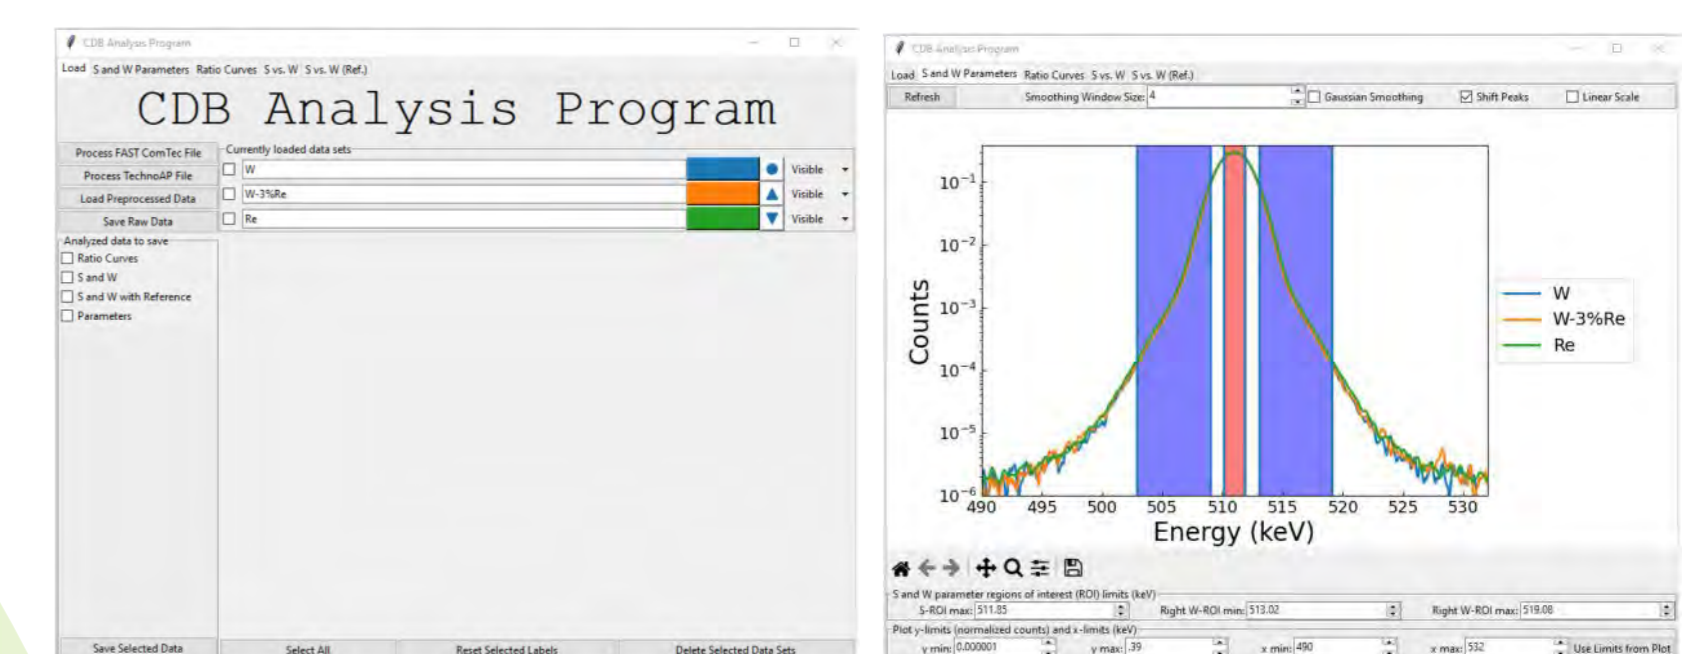 CDB Analysis Program
Load S and W Parameters Ratio Curves S vs. W S vs. W (Ref.)
CDB Analysis Program
Process FAST ComTec File
Process TechnoAP File
Load Preprocessed Data
Save Raw Data
Currently loaded data sets
W Visible
W-3%Re Visible
Re Visible
Analyzed data to save
Ratio Curves
S and W
S and W with Reference
Parameters
Save Selected Data Select All Reset Selected Labels Delete Selected Data Sets
CDB Analysis Program
Load S and W Parameters Ratio Curves S vs. W S vs. W (Ref.)
Refresh Smoothing Window Size: 4 Gaussian Smoothing Shift Peaks Linear Scale
Counts
10⁻¹
10⁻²
10⁻³
10⁻⁴
10⁻⁵
10⁻⁶
490 495 500 505 510 515 520 525 530
Energy (keV)
W
W-3%Re
Re
S and W parameter regions of interest (ROI) limits (keV)
S-ROI max: 511.85 Right W-ROI min: 513.02 Right W-ROI max: 519.08
Plot y-limits (normalized counts) and x-limits (keV)
y min: 0.000001 y max: .39 x min: 490 x max: 532 Use Limits from Plot